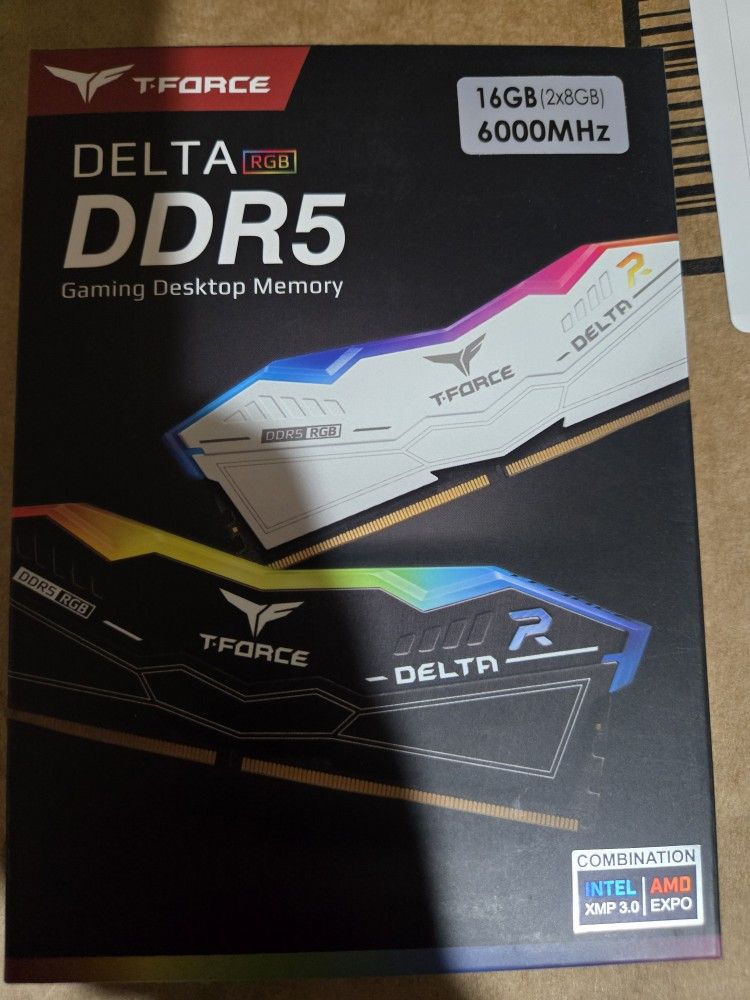 T·FORCE
16GB (2x8GB)
6000MHz
DELTA RGB
DDR5
Gaming Desktop Memory
R
DELTA
T·FORCE
DDR5 RGB
DDR5 RGB
T·FORCE
R
DELTA
COMBINATION
INTEL | AMD
XMP 3.0 | EXPO